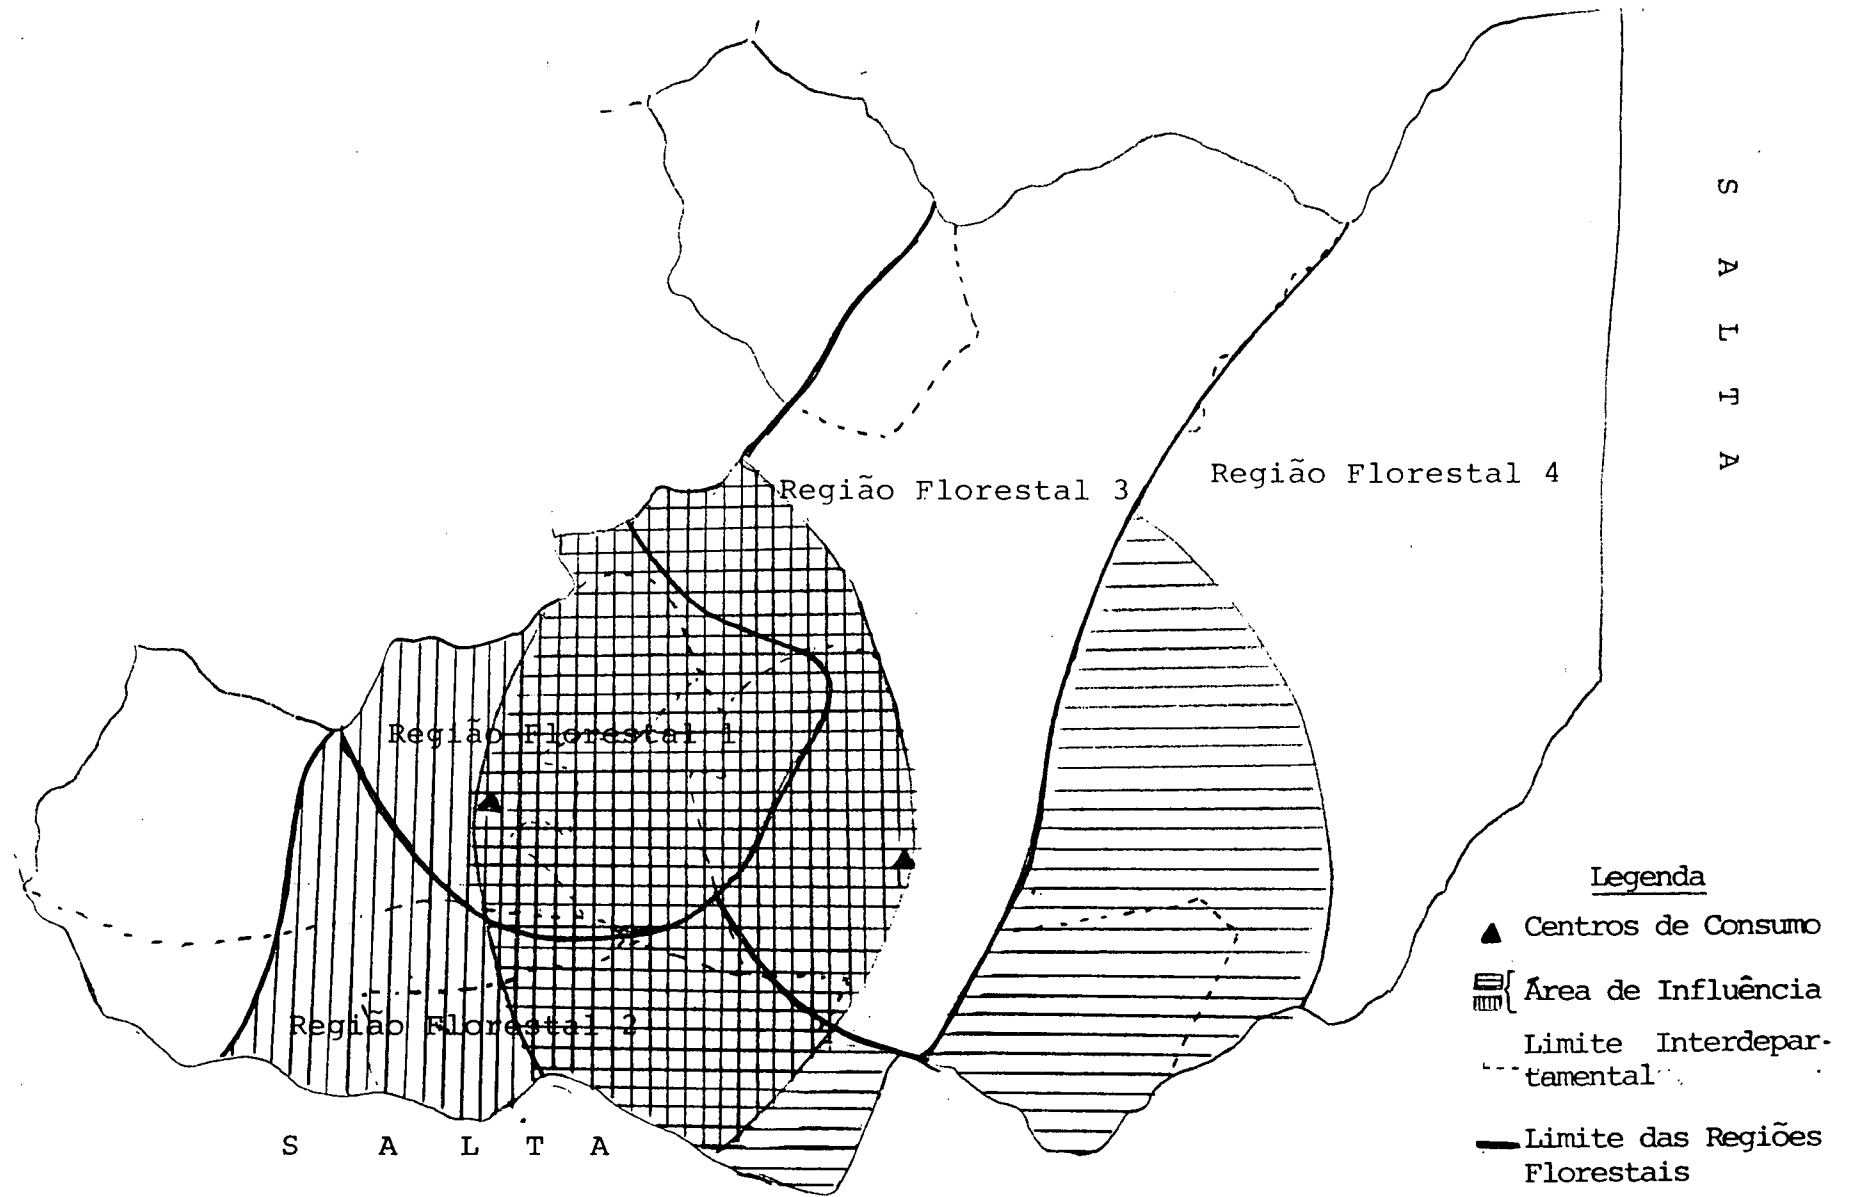 S A L T A
Região Florestal 4
Região Florestal 3
Região Florestal 1
Região Florestal 2
S A L T A
Legenda
Centros de Consumo
Área de Influência
Limite Interdepar-
tamental
Limite das Regiões
Florestais